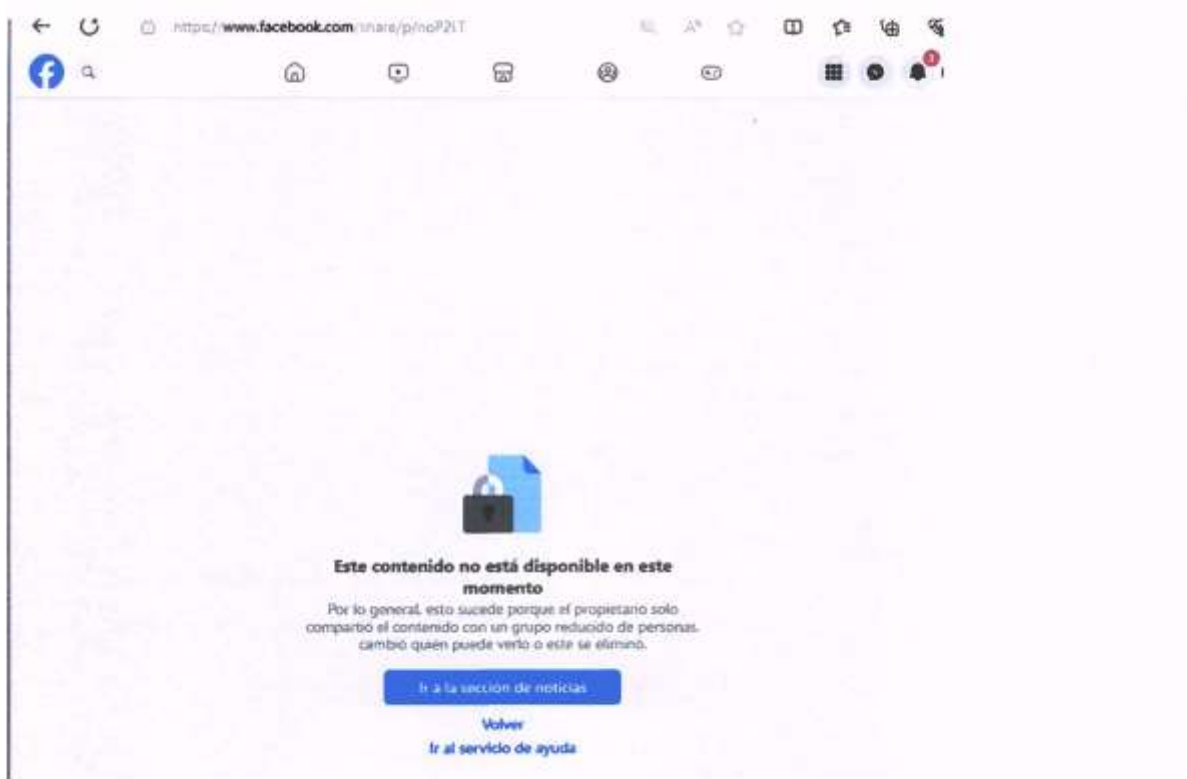 https://www.facebook.com/share/p/
Este contenido no está disponible en este
momento
Por lo general, esto sucede porque el propietario solo
compartió el contenido con un grupo reducido de personas,
cambió quién puede verlo o este se eliminó.
Ir a la sección de noticias
Volver
Ir al servicio de ayuda